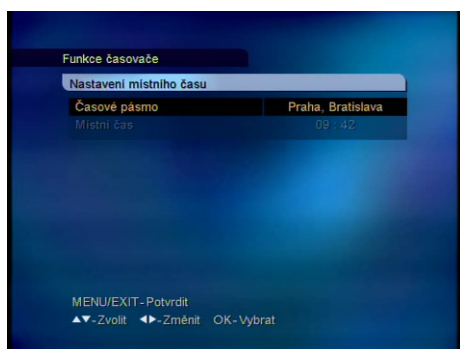 Funkce časovače
Nastavení místního času
Časové pásmo Praha, Bratislava
Místní čas 09 : 42
MENU/EXIT-Potvrdit
▲▼-Zvolit ◄►-Změnit OK-Vybrat